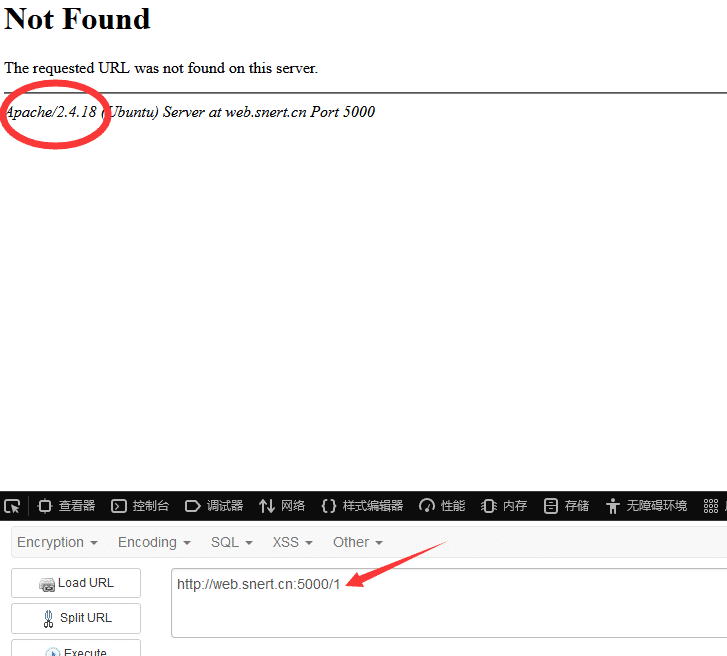 Not Found
The requested URL was not found on this server.
Apache/2.4.18 (Ubuntu) Server at web.snert.cn Port 5000
查看器 控制台 调试器 网络 样式编辑器 性能 内存 存储 无障碍环境
Encryption Encoding SQL XSS Other
Load URL http://web.snert.cn:5000/1
Split URL
Execute